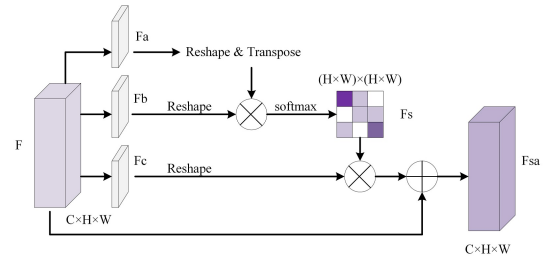 Fa
Reshape & Transpose
(H×W)×(H×W)
Fb
Reshape
softmax
Fs
F
Fc
Reshape
Fsa
C×H×W
C×H×W